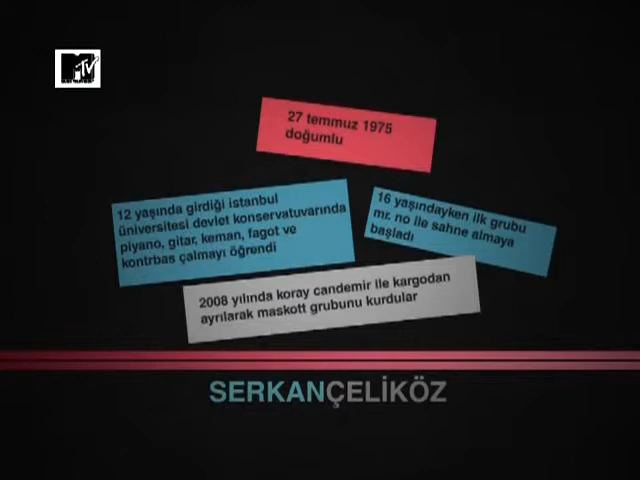 MTV
27 temmuz 1975
doğumlu
12 yaşında girdiği istanbul
üniversitesi devlet konservatuvarında
piyano, gitar, keman, fagot ve
kontrbas çalmayı öğrendi
16 yaşındayken ilk grubu
mr. no ile sahne almaya
başladı
2008 yılında koray candemir ile kargodan
ayrılarak maskott grubunu kurdular
SERKANÇELİKÖZ